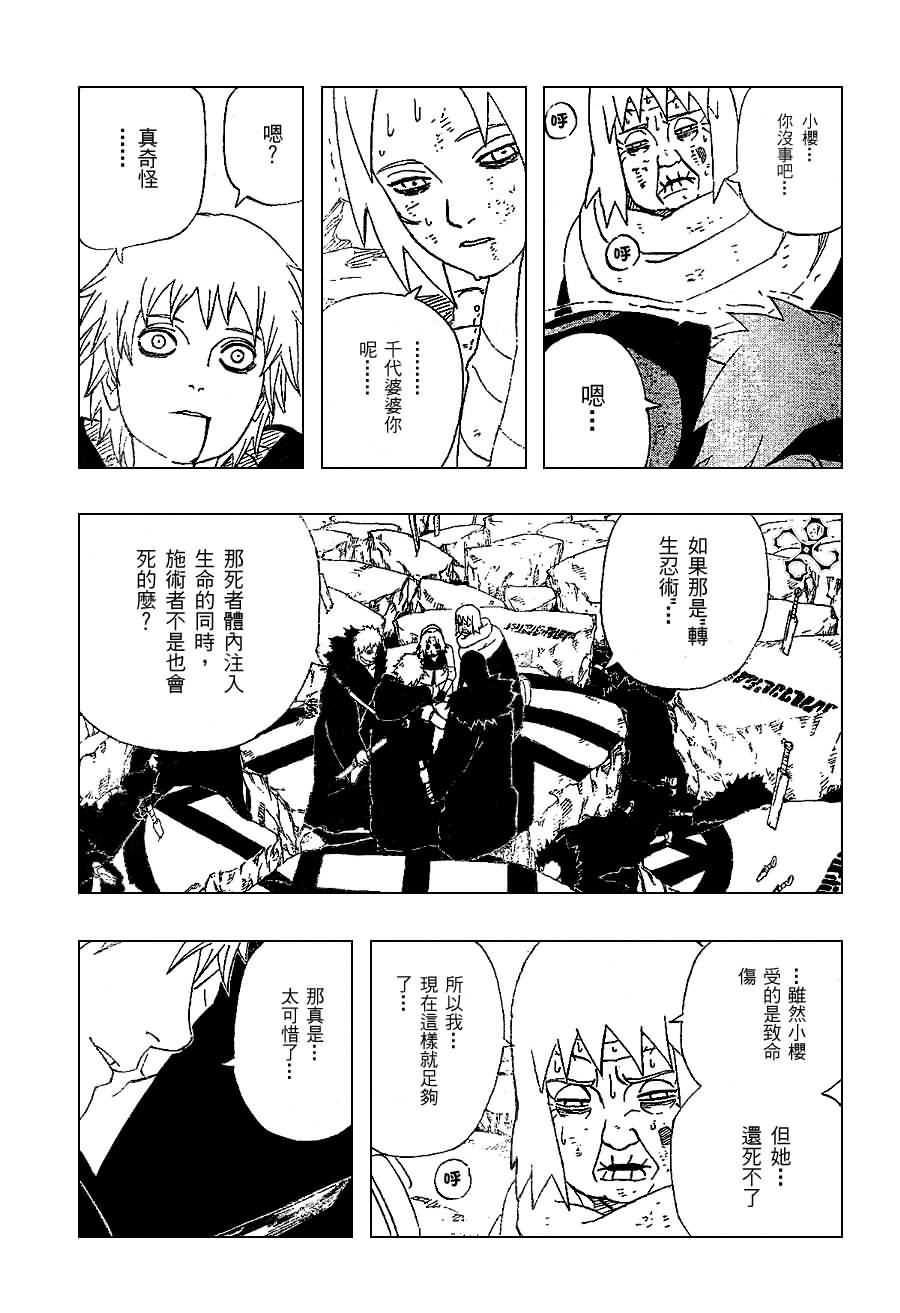 小櫻…
你沒事吧…
呼
呼
嗯…
………
千代婆婆你
呢……
嗯？
真奇怪
……
如果那是"轉
生忍術"…
那死者體內注入
生命的同時，
施術者不是也會
死的麼？
…雖然小櫻
受的是致命
傷
但她…
還死不了
所以我…
現在這樣就足夠
了…
呼
那真是…
太可惜了…